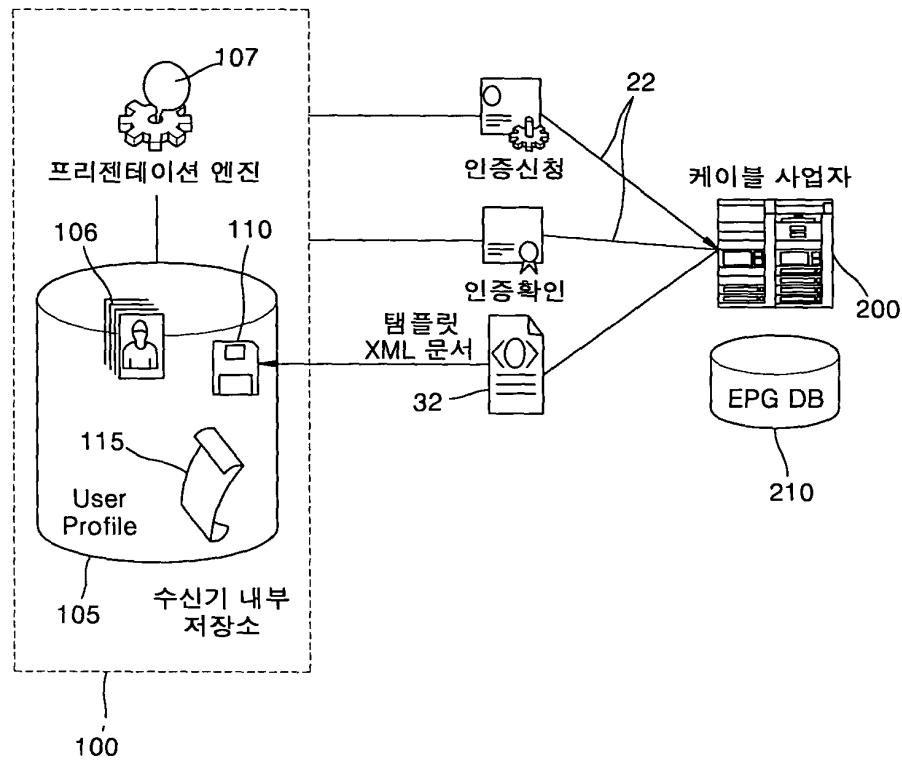 107
프리젠테이션 엔진
106
110
115
User
Profile
105
수신기 내부
저장소
100
인증신청
22
인증확인
탬플릿
XML 문서
32
케이블 사업자
200
EPG DB
210